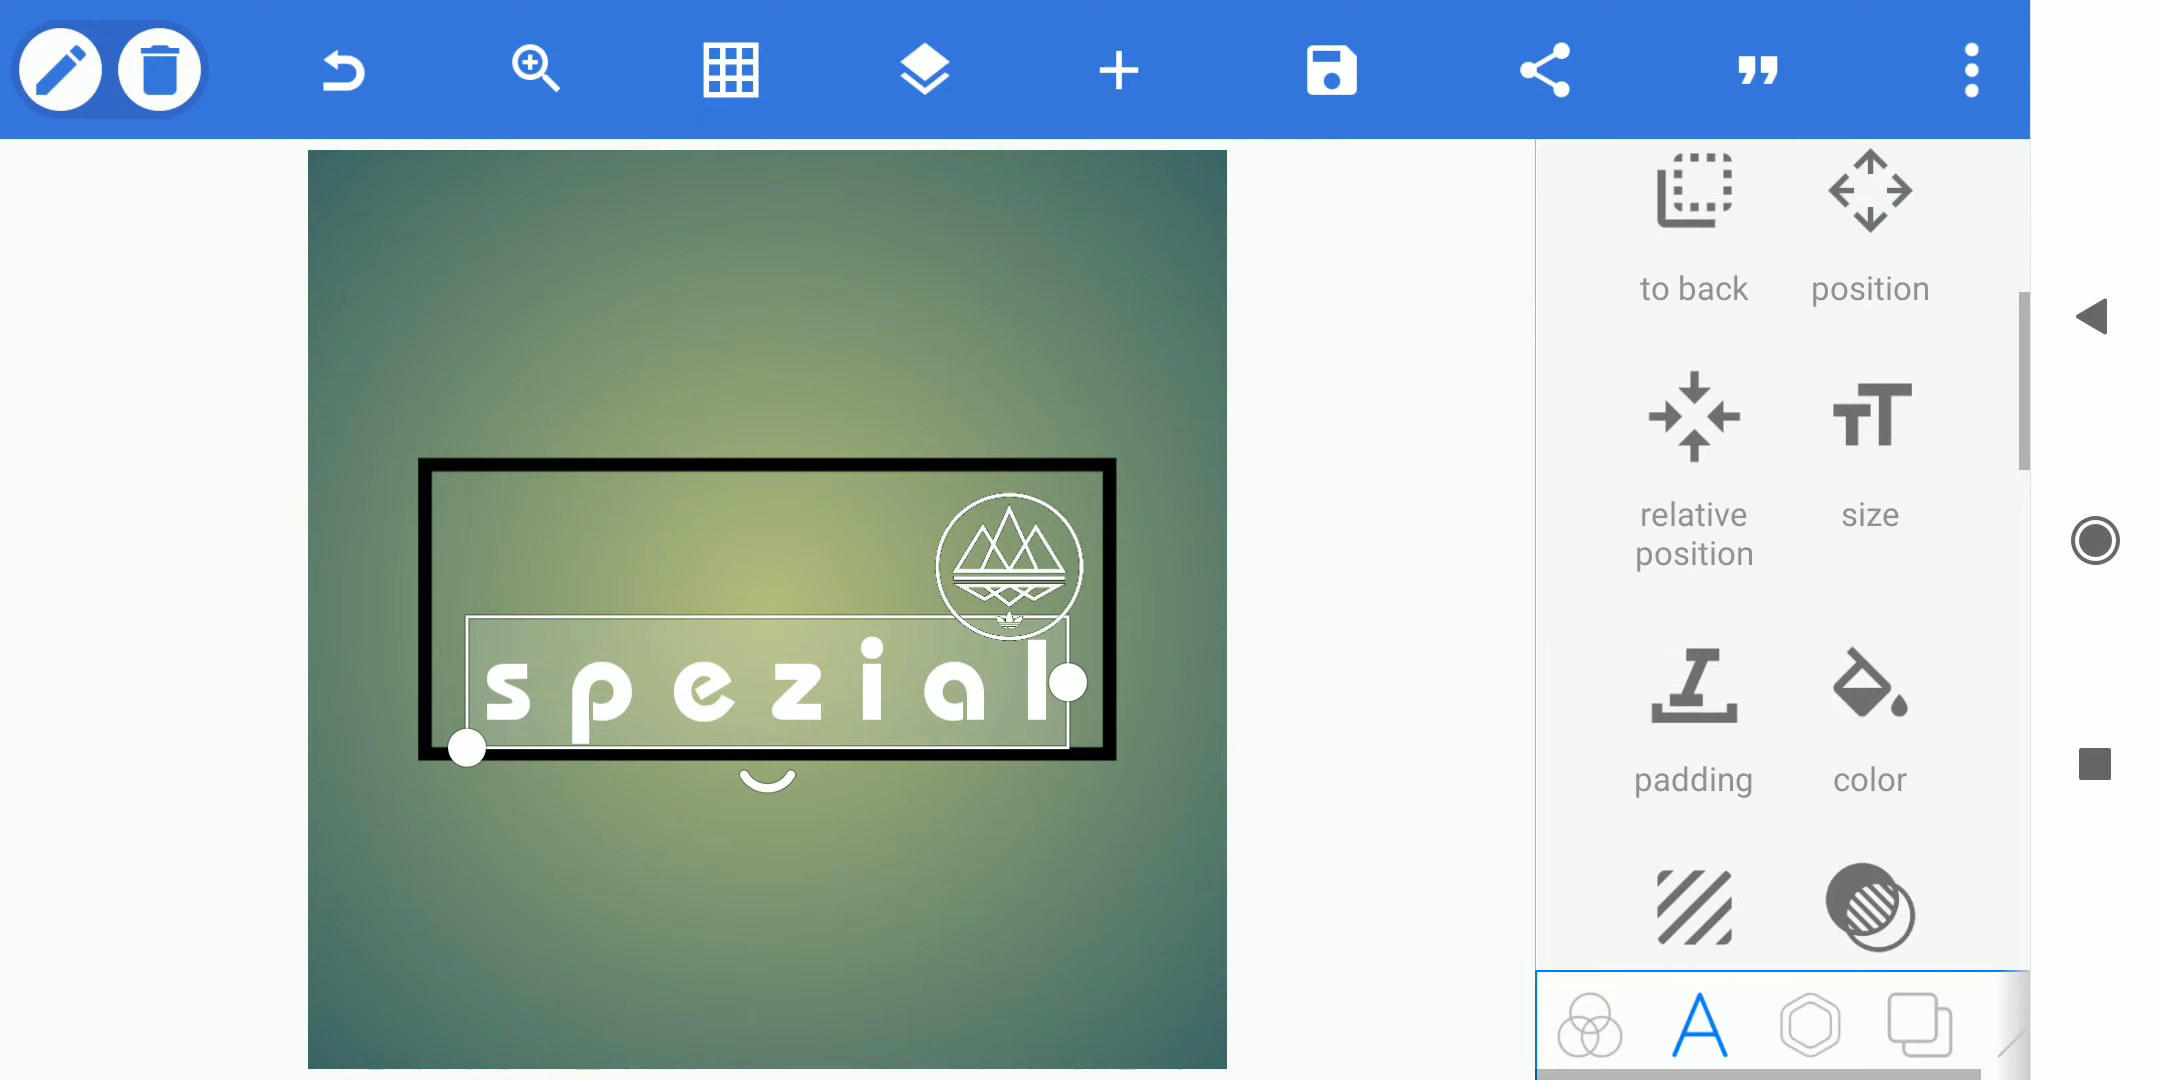 to back
position
relative
position
size
spezial
padding
color